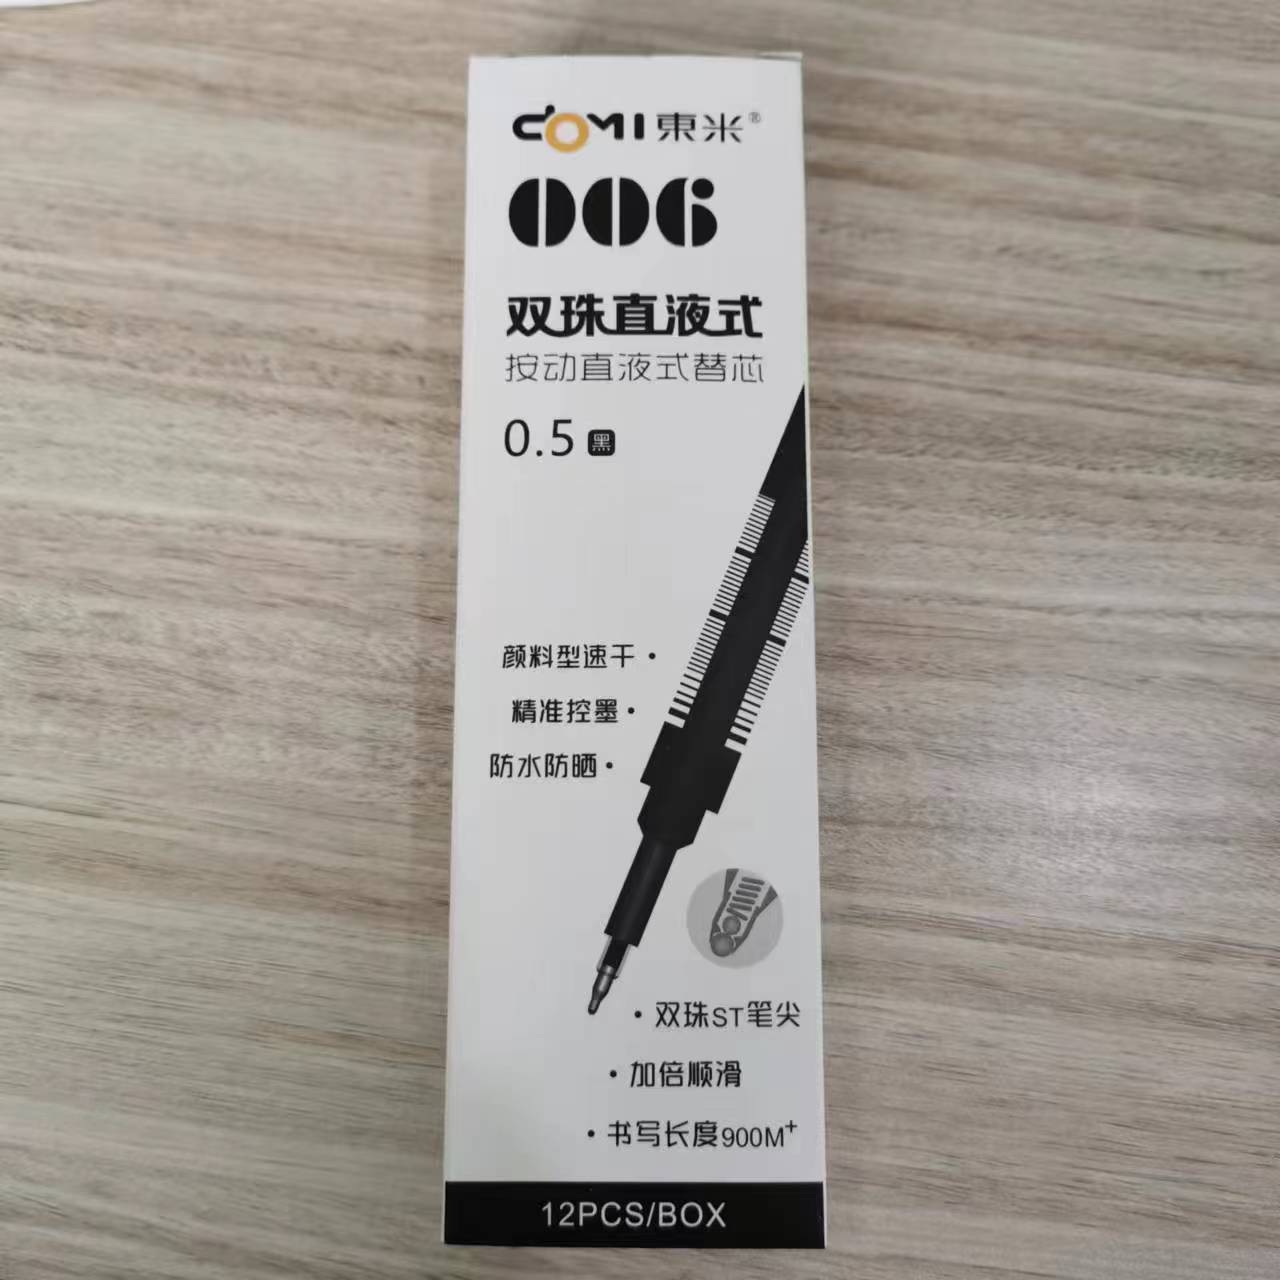 DOMI東米®
006
双珠直液式
按动直液式替芯
0.5 黑
颜料型速干·
精准控墨·
防水防晒·
·双珠ST笔尖
·加倍顺滑
·书写长度900M+
12PCS/BOX